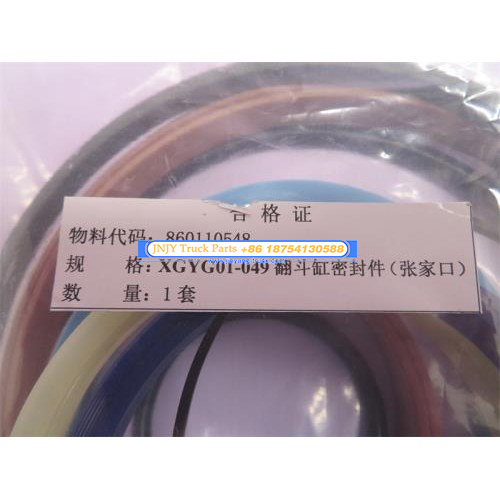 合格证
物料代码：860110548
JNJY Truck Parts +86 18754130588
规 格：XGYG01-049 翻斗缸密封件（张家口）
数 量：1套